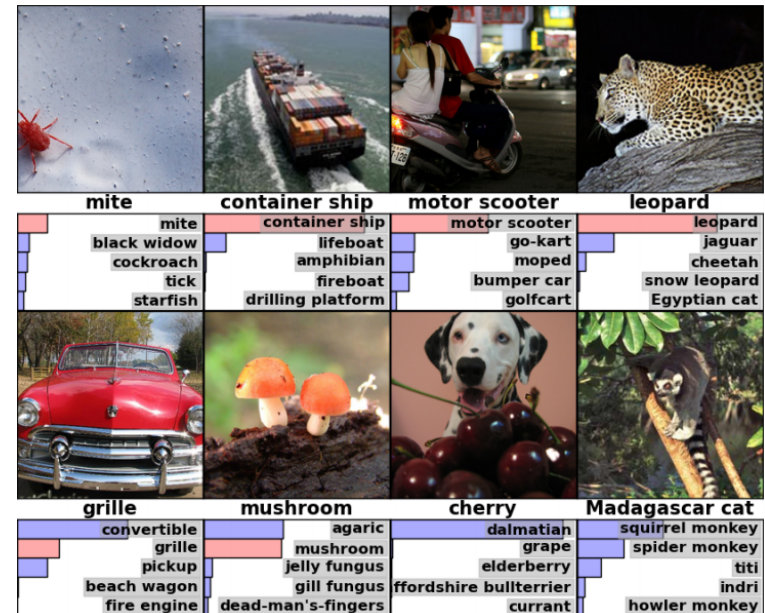 mite
container ship
motor scooter
leopard
mite
black widow
cockroach
tick
starfish
container ship
lifeboat
amphibian
fireboat
drilling platform
motor scooter
go-kart
moped
bumper car
golfcart
leopard
jaguar
cheetah
snow leopard
Egyptian cat
grille
mushroom
cherry
Madagascar cat
convertible
grille
pickup
beach wagon
fire engine
agaric
mushroom
jelly fungus
gill fungus
dead-man's-fingers
dalmatian
grape
elderberry
ffordshire bullterrier
currant
squirrel monkey
spider monkey
titi
indri
howler monkey